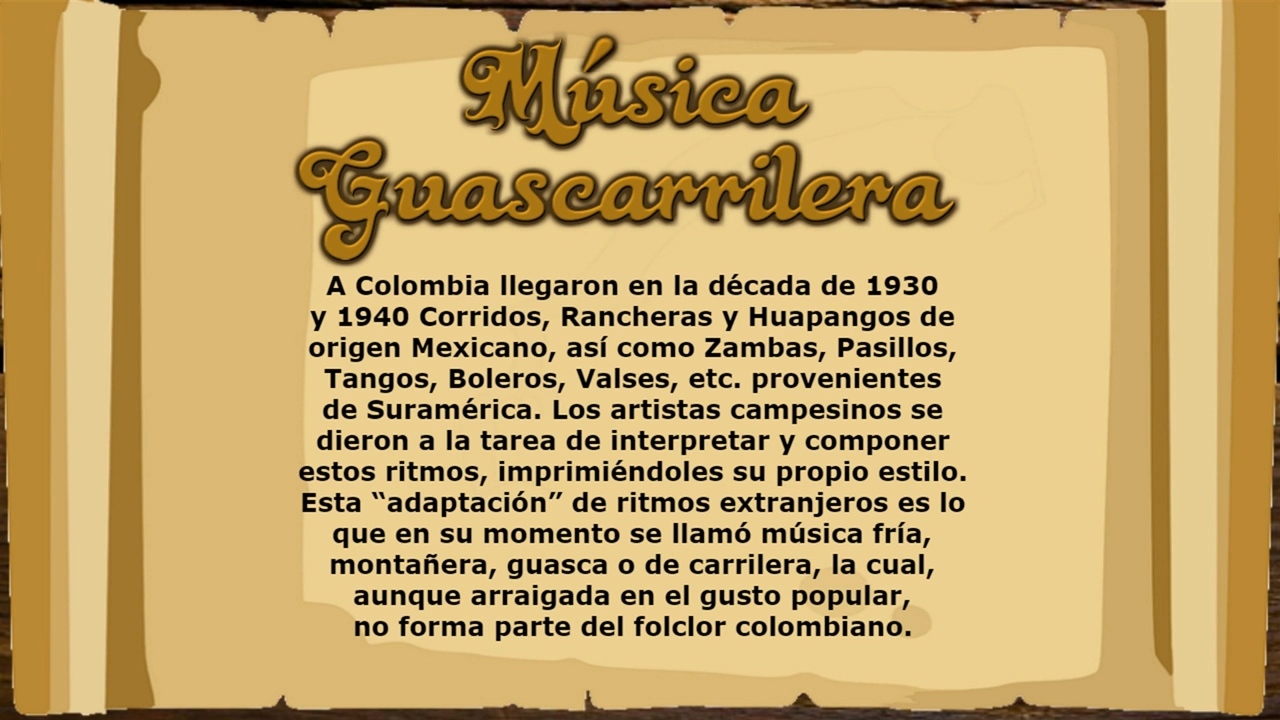 Música
Guascarrilera
A Colombia llegaron en la década de 1930
y 1940 Corridos, Rancheras y Huapangos de
origen Mexicano, así como Zambas, Pasillos,
Tangos, Boleros, Valses, etc. provenientes
de Suramérica. Los artistas campesinos se
dieron a la tarea de interpretar y componer
estos ritmos, imprimiéndoles su propio estilo.
Esta “adaptación” de ritmos extranjeros es lo
que en su momento se llamó música fría,
montañera, guasca o de carrilera, la cual,
aunque arraigada en el gusto popular,
no forma parte del folclor colombiano.